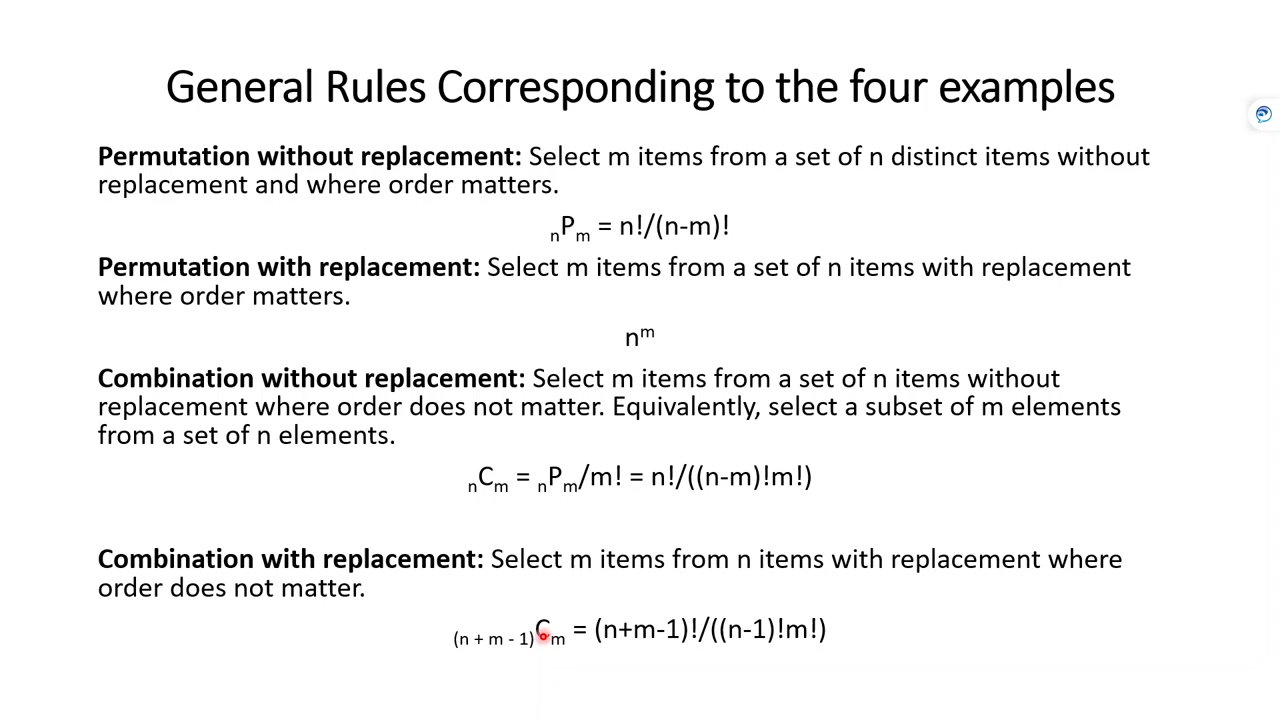 General Rules Corresponding to the four examples
Permutation without replacement: Select m items from a set of n distinct items without
replacement and where order matters.
ₙPₘ = n!/(n-m)!
Permutation with replacement: Select m items from a set of n items with replacement
where order matters.
nᵐ
Combination without replacement: Select m items from a set of n items without
replacement where order does not matter. Equivalently, select a subset of m elements
from a set of n elements.
ₙCₘ = ₙPₘ/m! = n!/((n-m)!m!)
Combination with replacement: Select m items from n items with replacement where
order does not matter.
₍ₙ ₊ ₘ ₋ ₁₎Cₘ = (n+m-1)!/((n-1)!m!)